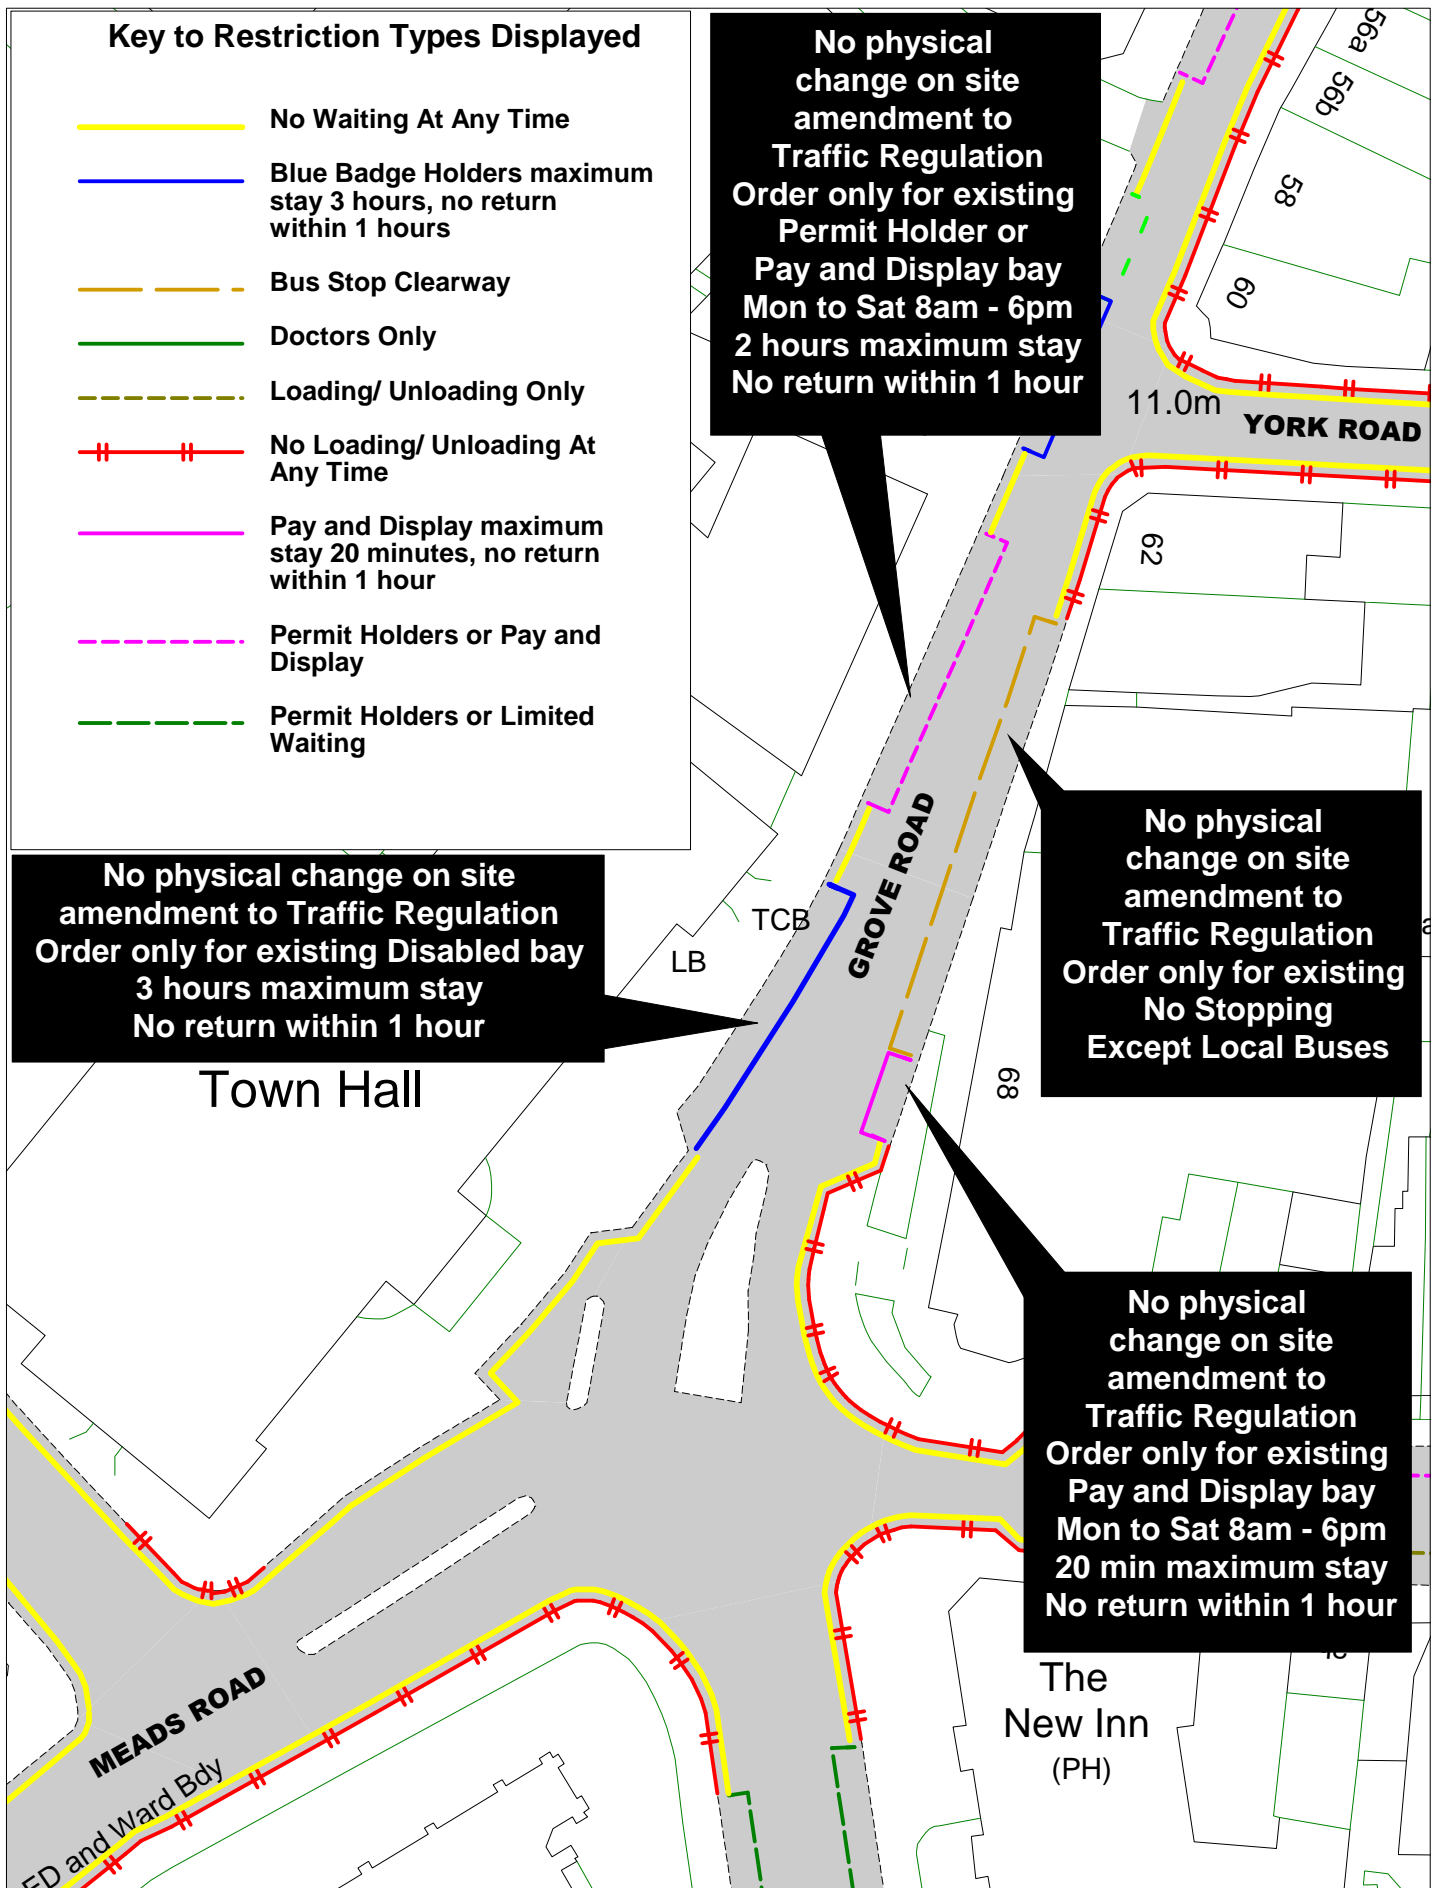 Key to Restriction Types Displayed
No Waiting At Any Time
Blue Badge Holders maximum
stay 3 hours, no return
within 1 hours
Bus Stop Clearway
Doctors Only
Loading/ Unloading Only
No Loading/ Unloading At
Any Time
Pay and Display maximum
stay 20 minutes, no return
within 1 hour
Permit Holders or Pay and
Display
Permit Holders or Limited
Waiting
No physical
change on site
amendment to
Traffic Regulation
Order only for existing
Permit Holder or
Pay and Display bay
Mon to Sat 8am - 6pm
2 hours maximum stay
No return within 1 hour
56a
56b
58
60
11.0m
YORK ROAD
62
No physical change on site
amendment to Traffic Regulation
Order only for existing Disabled bay
3 hours maximum stay
No return within 1 hour
TCB
LB
GROVE ROAD
No physical
change on site
amendment to
Traffic Regulation
Order only for existing
No Stopping
Except Local Buses
Town Hall
68
No physical
change on site
amendment to
Traffic Regulation
Order only for existing
Pay and Display bay
Mon to Sat 8am - 6pm
20 min maximum stay
No return within 1 hour
The
New Inn
(PH)
MEADS ROAD
ED and Ward Bdy